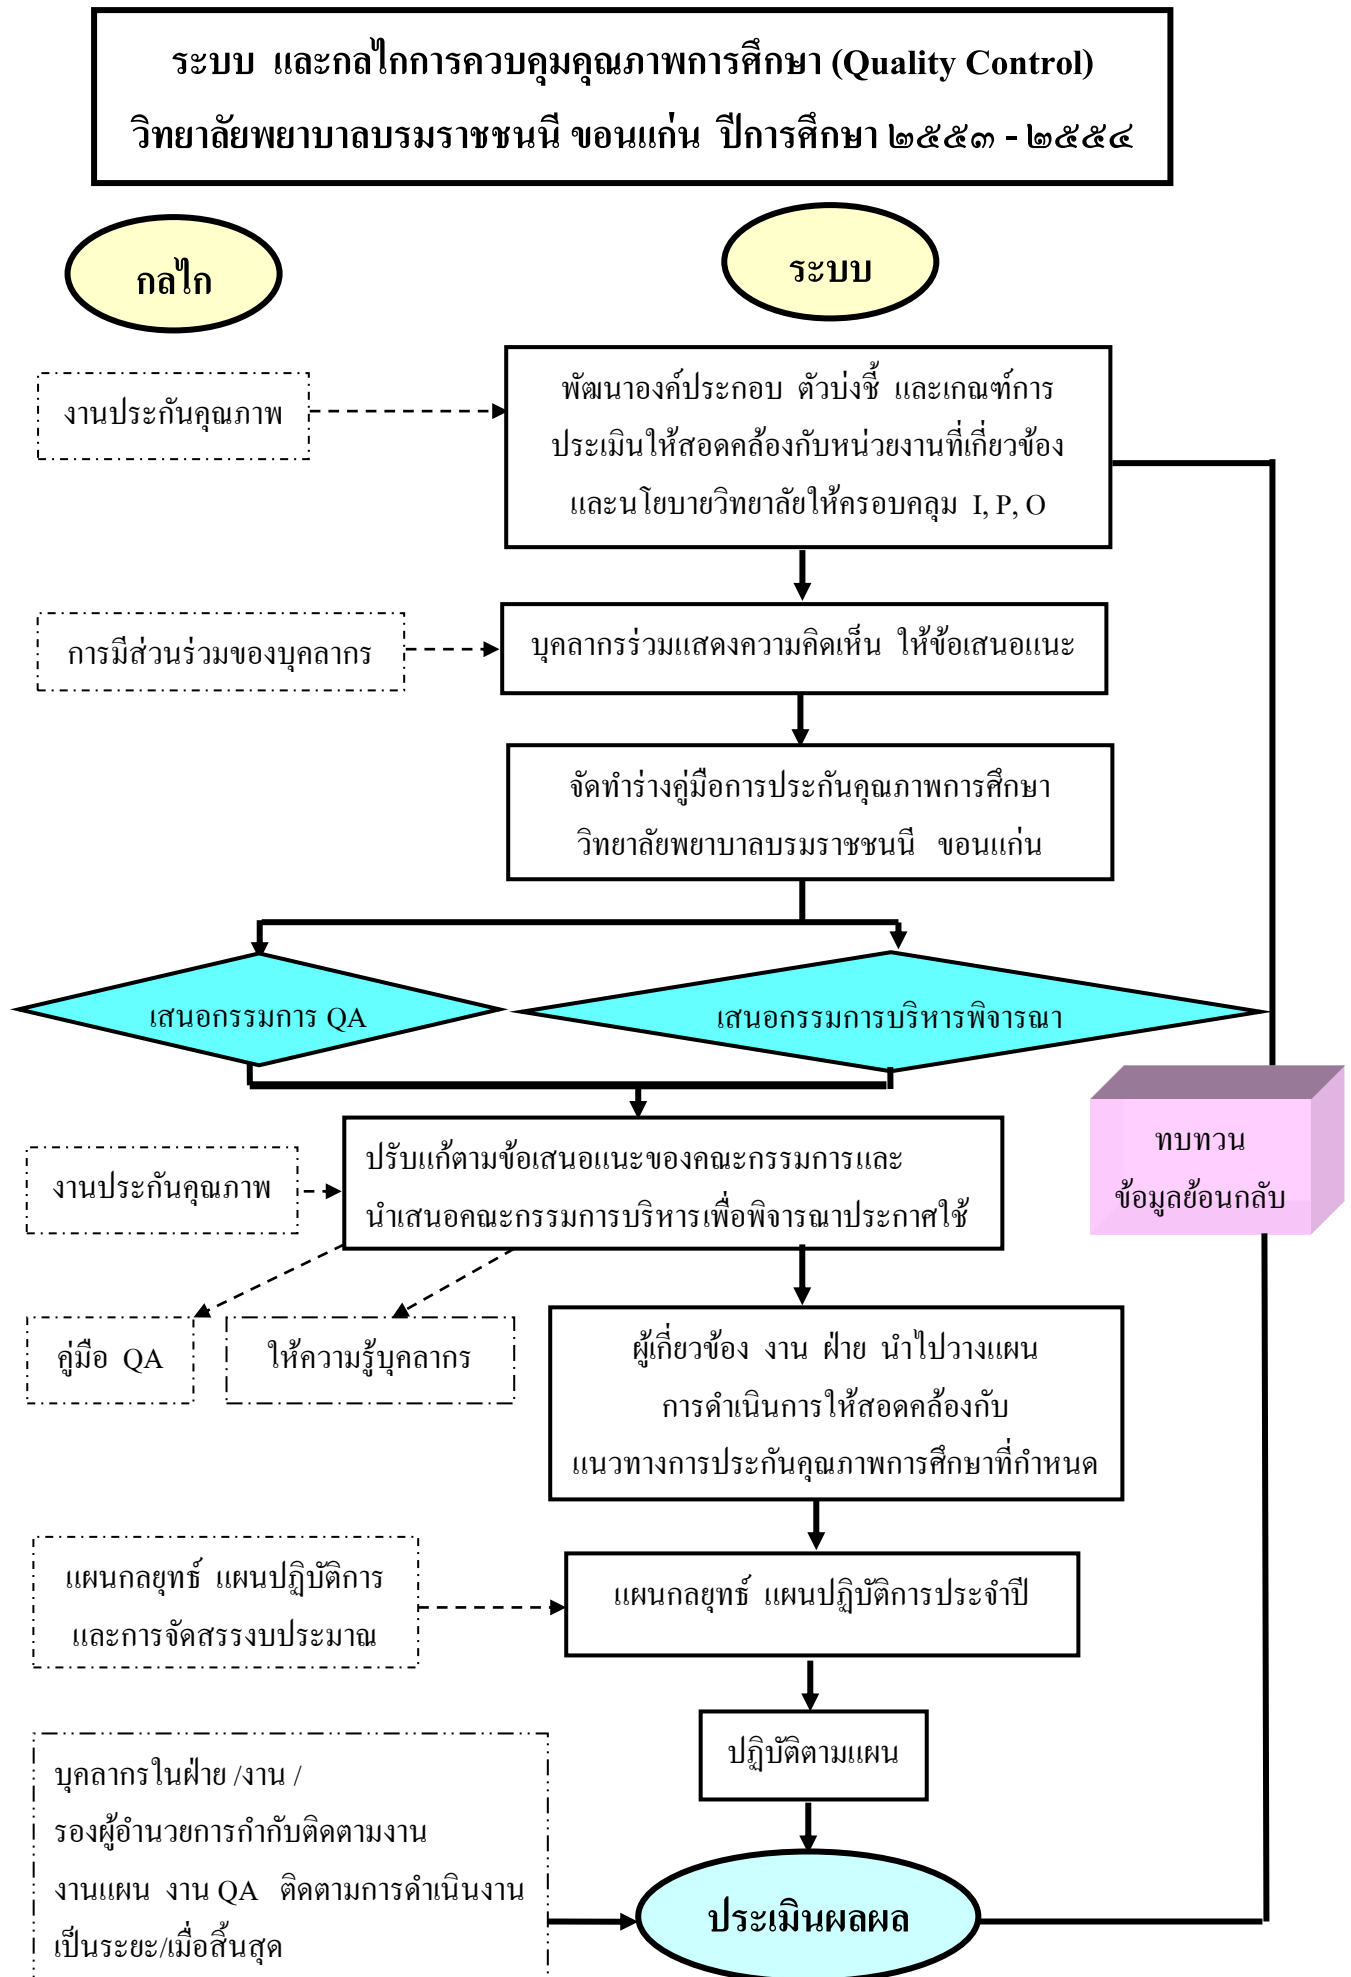 ระบบ และกลไกการควบคุมคุณภาพการศึกษา (Quality Control)
วิทยาลัยพยาบาลบรมราชชนนี ขอนแก่น ปีการศึกษา ๒๕๕๓ - ๒๕๕๔
กลไก
ระบบ
งานประกันคุณภาพ
พัฒนาองค์ประกอบ ตัวบ่งชี้ และเกณฑ์การ
ประเมินให้สอดคล้องกับหน่วยงานที่เกี่ยวข้อง
และนโยบายวิทยาลัยให้ครอบคลุม I, P, O
การมีส่วนร่วมของบุคลากร
บุคลากรร่วมแสดงความคิดเห็น ให้ข้อเสนอแนะ
จัดทำร่างคู่มือการประกันคุณภาพการศึกษา
วิทยาลัยพยาบาลบรมราชชนนี ขอนแก่น
เสนอกรรมการ QA
เสนอกรรมการบริหารพิจารณา
งานประกันคุณภาพ
ปรับแก้ตามข้อเสนอแนะของคณะกรรมการและ
นำเสนอคณะกรรมการบริหารเพื่อพิจารณาประกาศใช้
ทบทวน
ข้อมูลย้อนกลับ
คู่มือ QA
ให้ความรู้บุคลากร
ผู้เกี่ยวข้อง งาน ฝ่าย นำไปวางแผน
การดำเนินการให้สอดคล้องกับ
แนวทางการประกันคุณภาพการศึกษาที่กำหนด
แผนกลยุทธ์ แผนปฏิบัติการ
และการจัดสรรงบประมาณ
แผนกลยุทธ์ แผนปฏิบัติการประจำปี
ปฏิบัติตามแผน
บุคลากรในฝ่าย /งาน /
รองผู้อำนวยการกำกับติดตามงาน
งานแผน งาน QA ติดตามการดำเนินงาน
เป็นระยะ/เมื่อสิ้นสุด
ประเมินผลผล